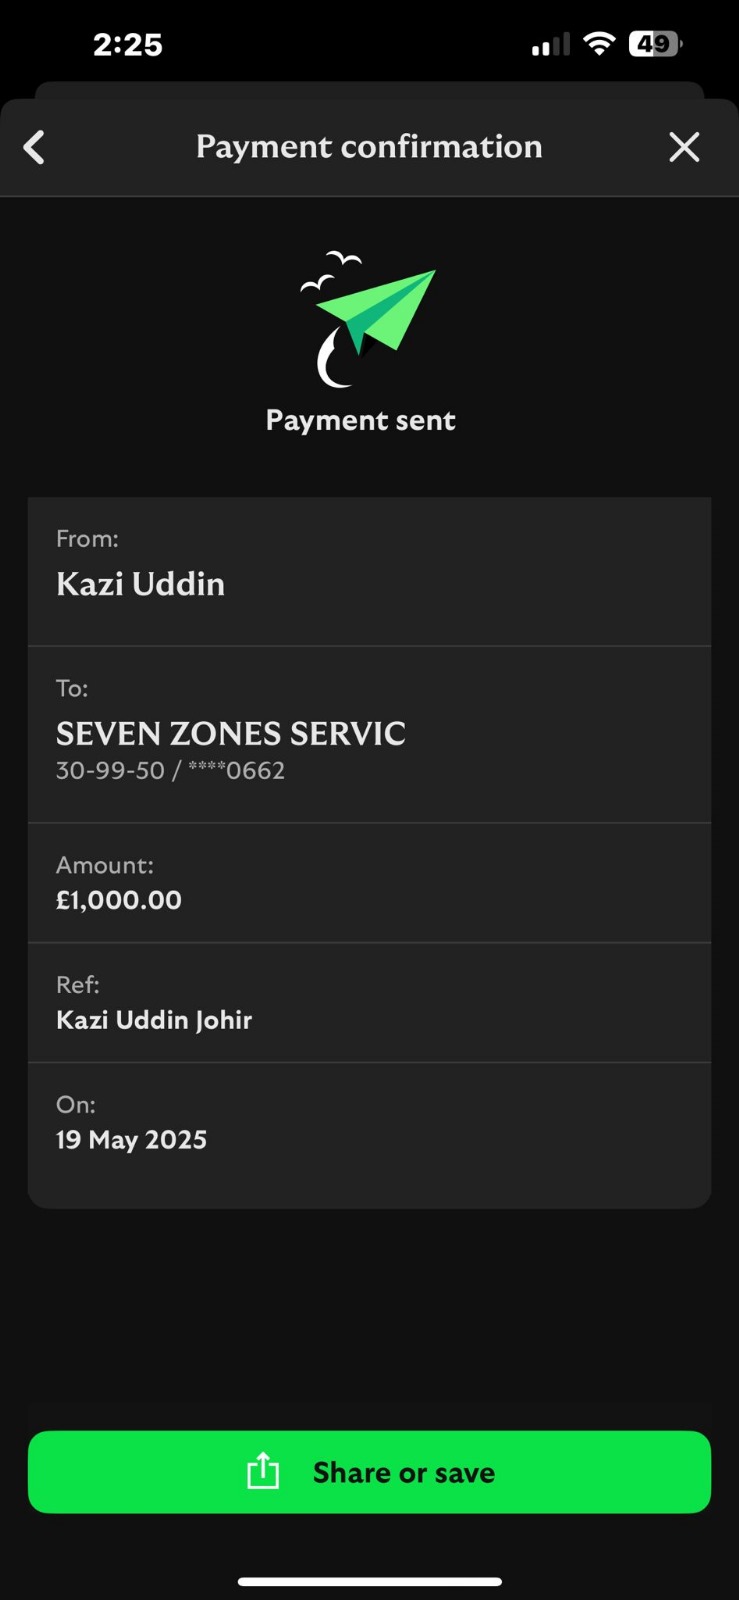 2:25
49
Payment confirmation
Payment sent
From:
Kazi Uddin
To:
SEVEN ZONES SERVIC
30-99-50 / ****0662
Amount:
£1,000.00
Ref:
Kazi Uddin Johir
On:
19 May 2025
Share or save